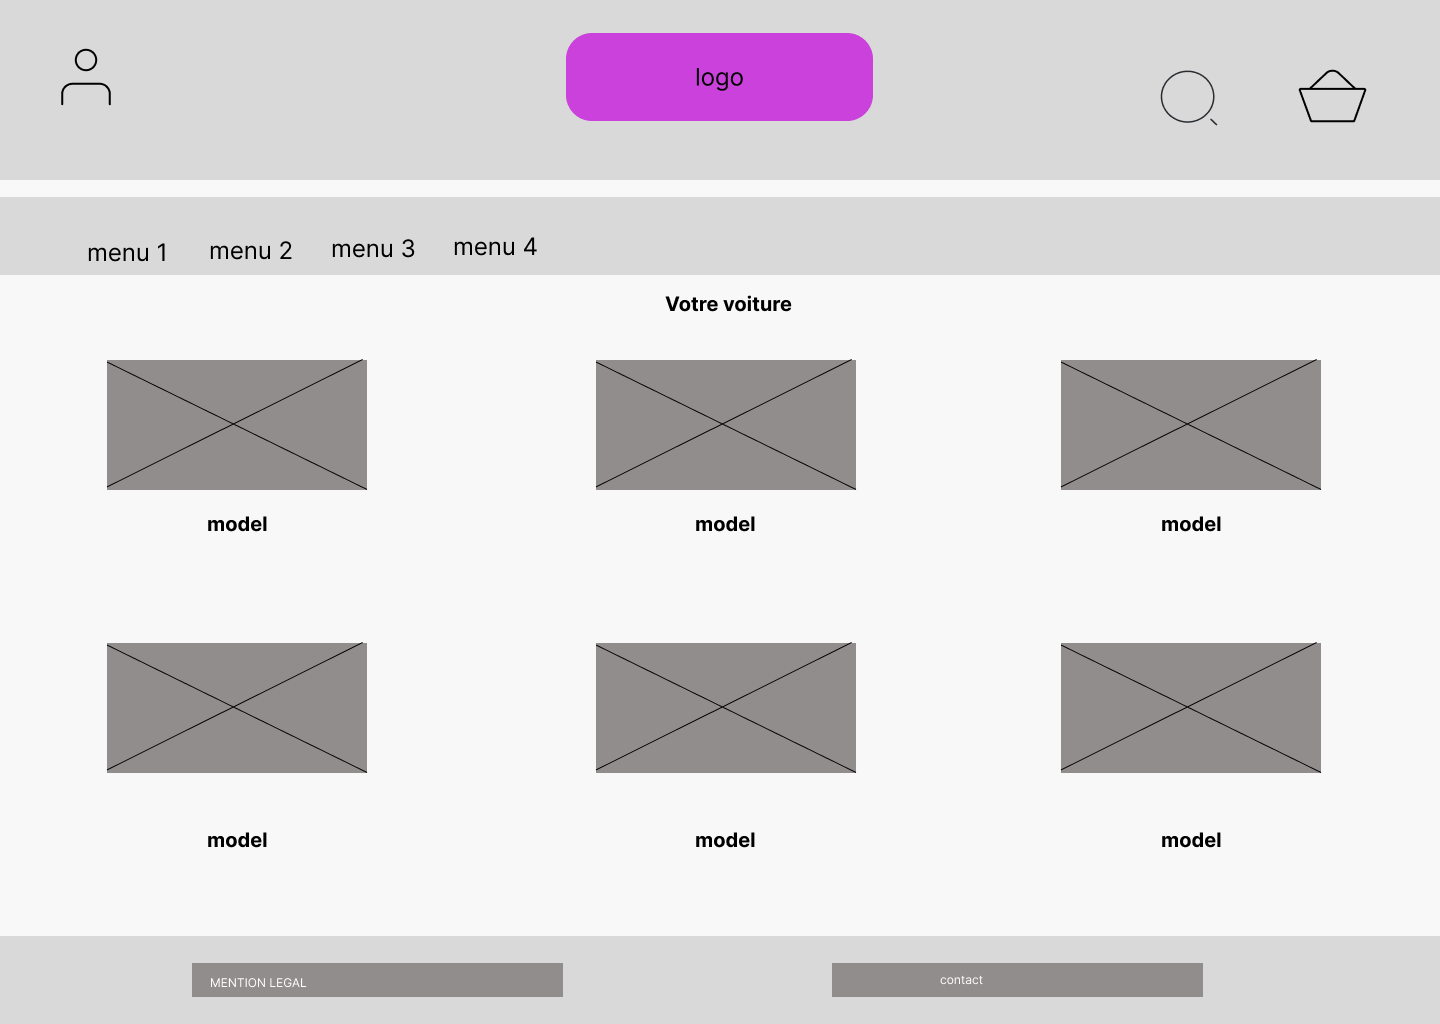 logo
menu 1
menu 2
menu 3
menu 4
Votre voiture
model
model
model
model
model
model
MENTION LEGAL
contact